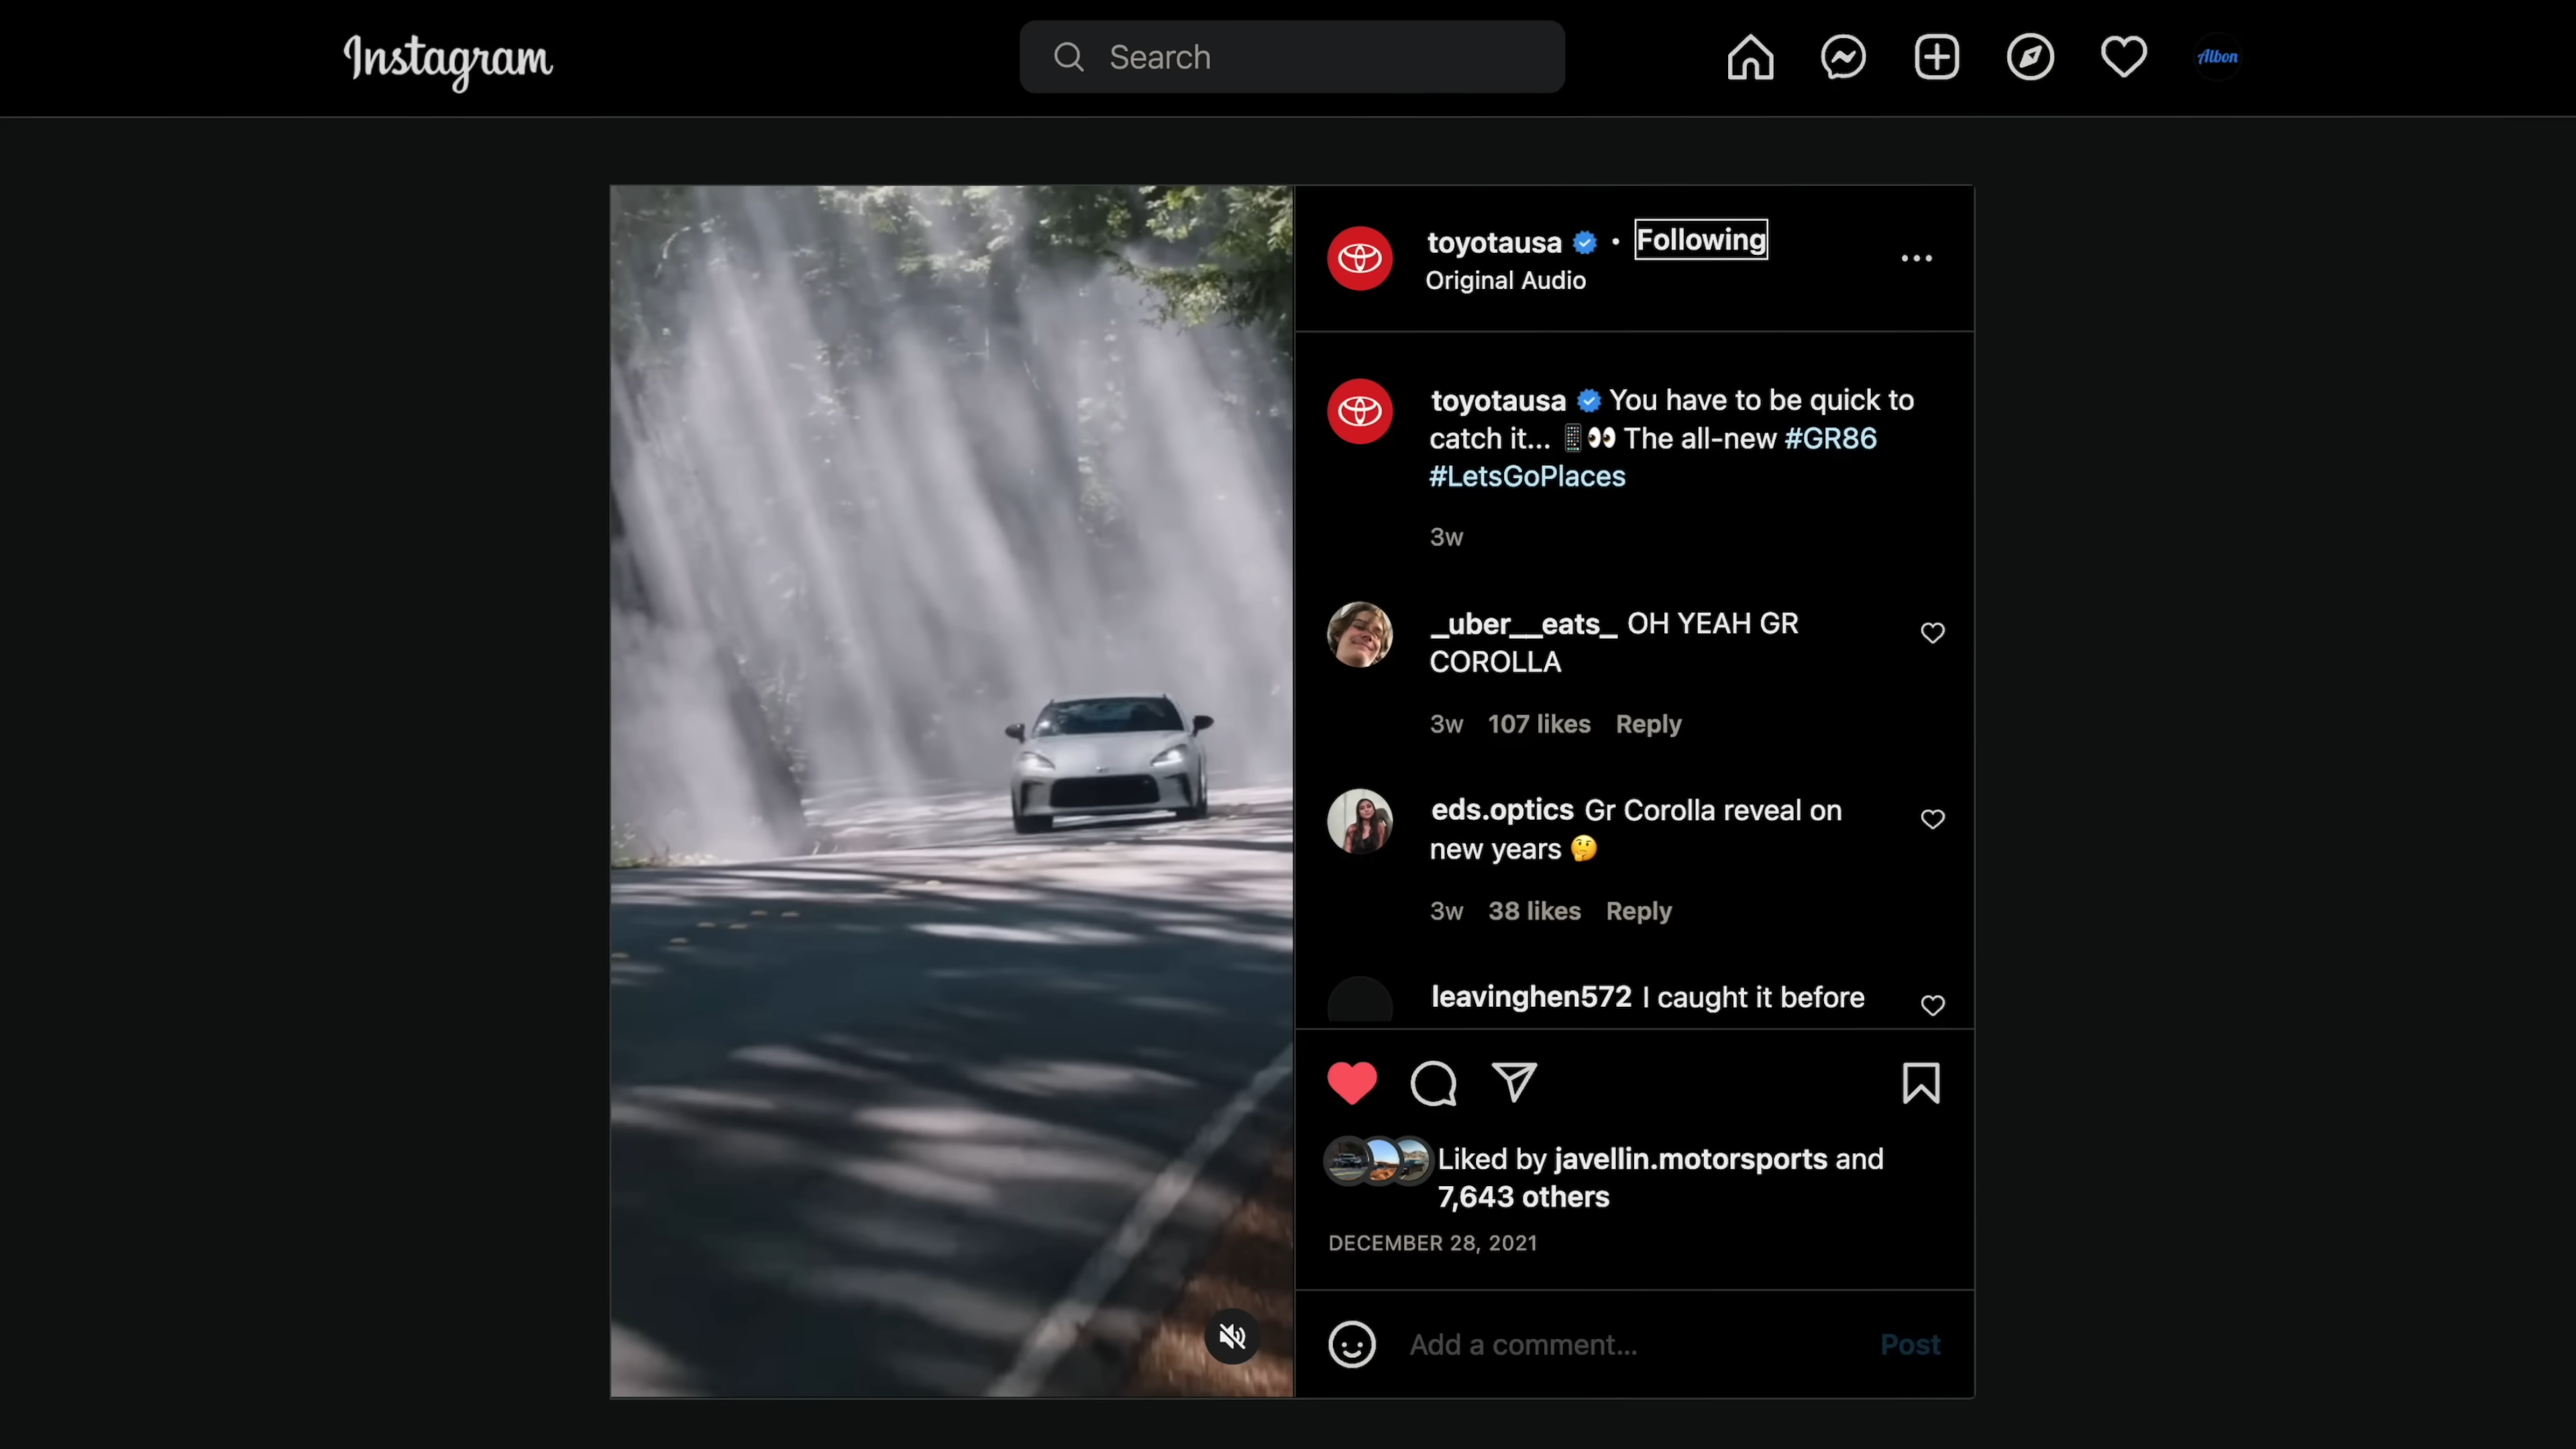 Instagram
Search
Albon
toyotausa • Following
Original Audio
toyotausa You have to be quick to
catch it... 📱👀 The all-new #GR86
#LetsGoPlaces
3w
_uber__eats_ OH YEAH GR
COROLLA
3w 107 likes Reply
eds.optics Gr Corolla reveal on
new years 🤔
3w 38 likes Reply
leavinghen572 I caught it before
Liked by javellin.motorsports and
7,643 others
DECEMBER 28, 2021
Add a comment...
Post